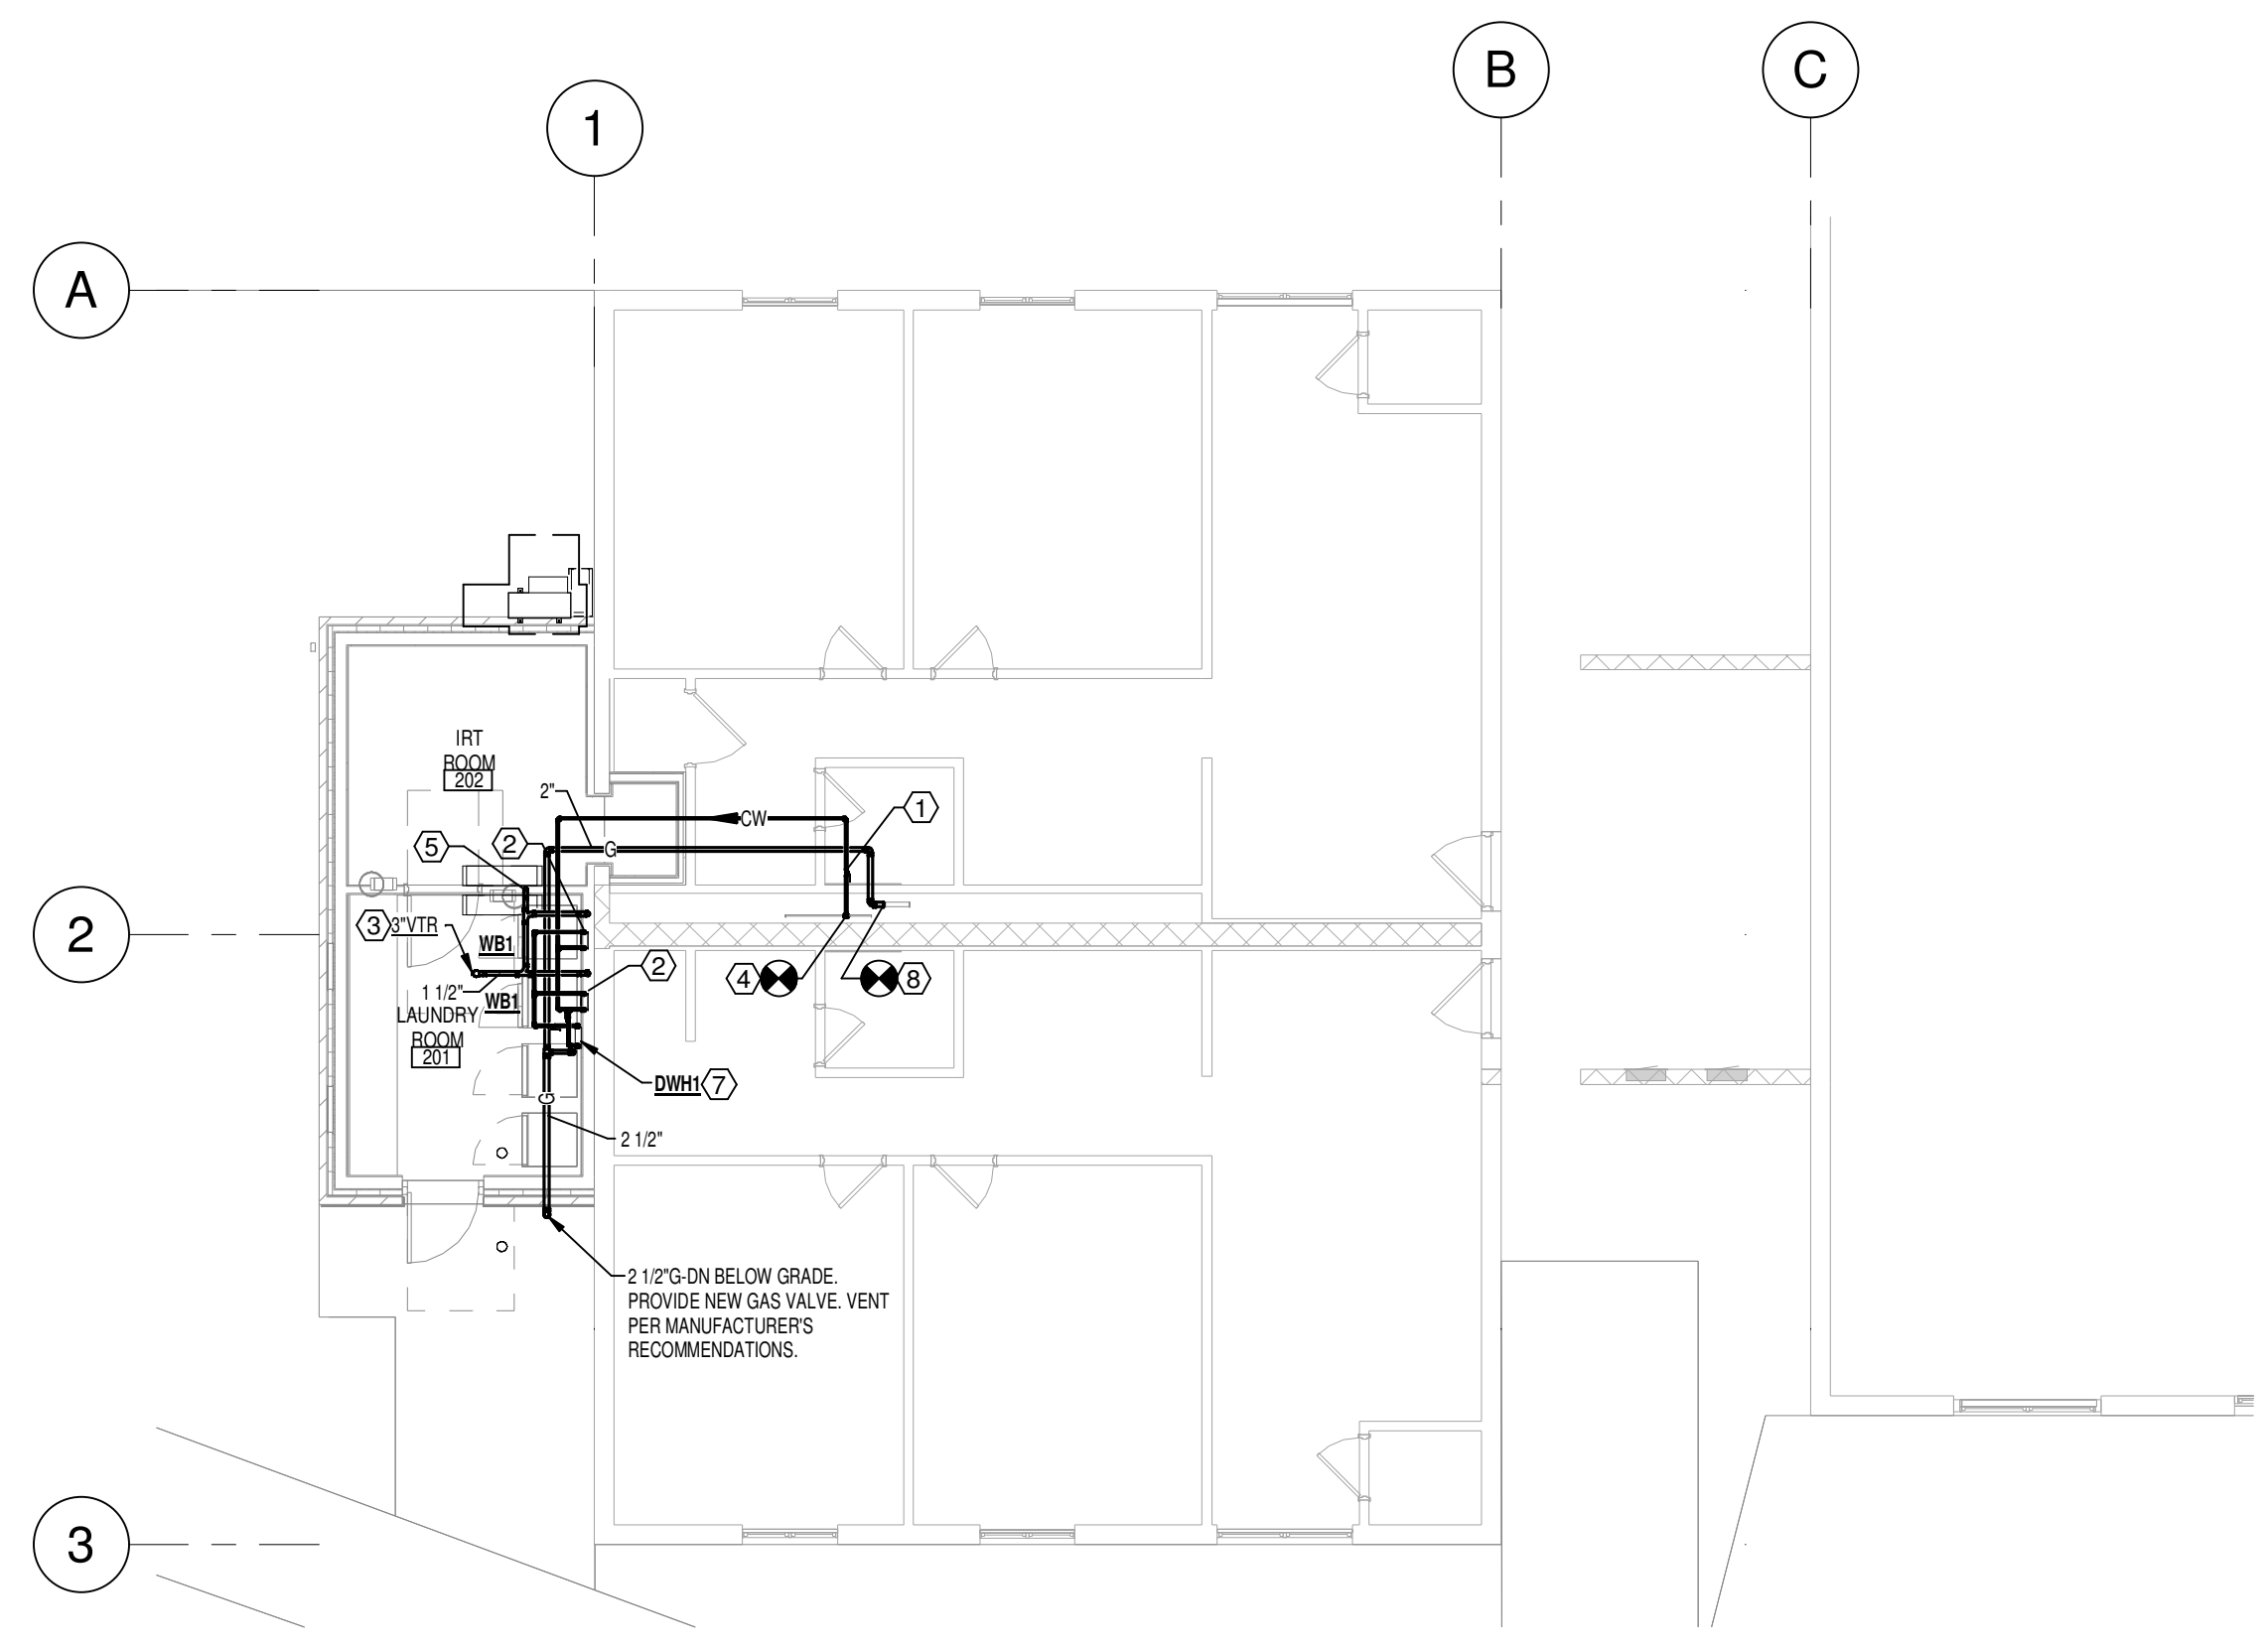 B
C
1
A
IRT
ROOM
202
2"
CW
1
5
2
G
3
3"VTR
WB1
2
2
4
8
1 1/2"
WB1
LAUNDRY
ROOM
201
DWH1
7
G
2 1/2"
2 1/2"G-DN BELOW GRADE.
PROVIDE NEW GAS VALVE. VENT
PER MANUFACTURER'S
RECOMMENDATIONS.
3